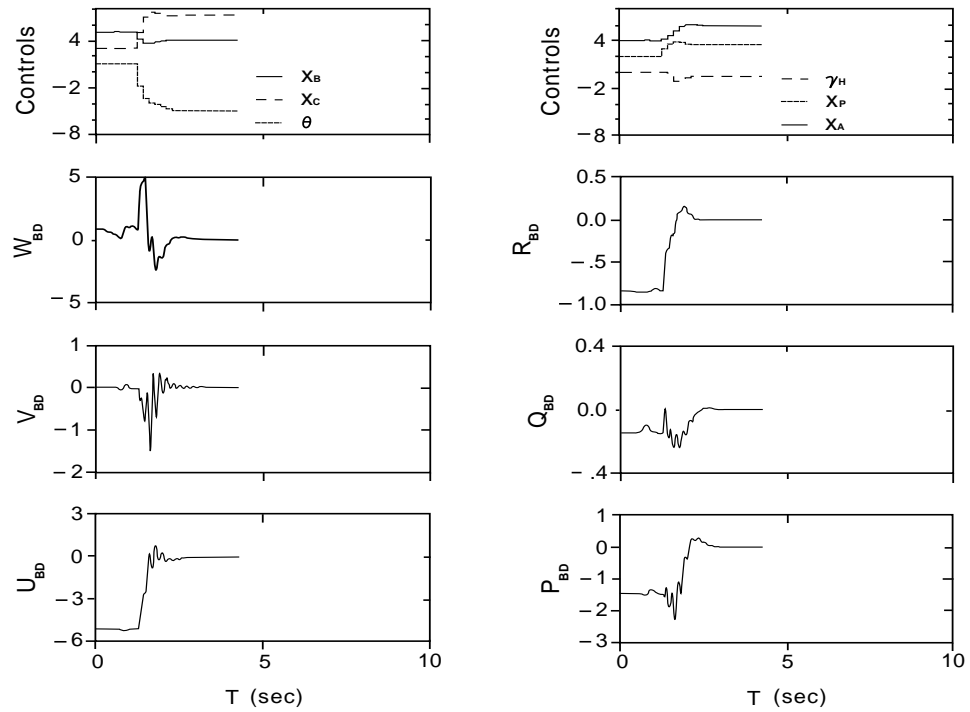 Controls
4
−2
−8
X_B
X_C
θ
W_BD
5
0
−5
V_BD
1
0
−1
−2
U_BD
3
0
−3
−6
0
5
10
T (sec)
Controls
4
−2
−8
γ_H
X_P
X_A
R_BD
0.5
0.0
−.5
−1.0
Q_BD
0.4
0.0
−.4
P_BD
1
0
−1
−2
−3
0
5
10
T (sec)